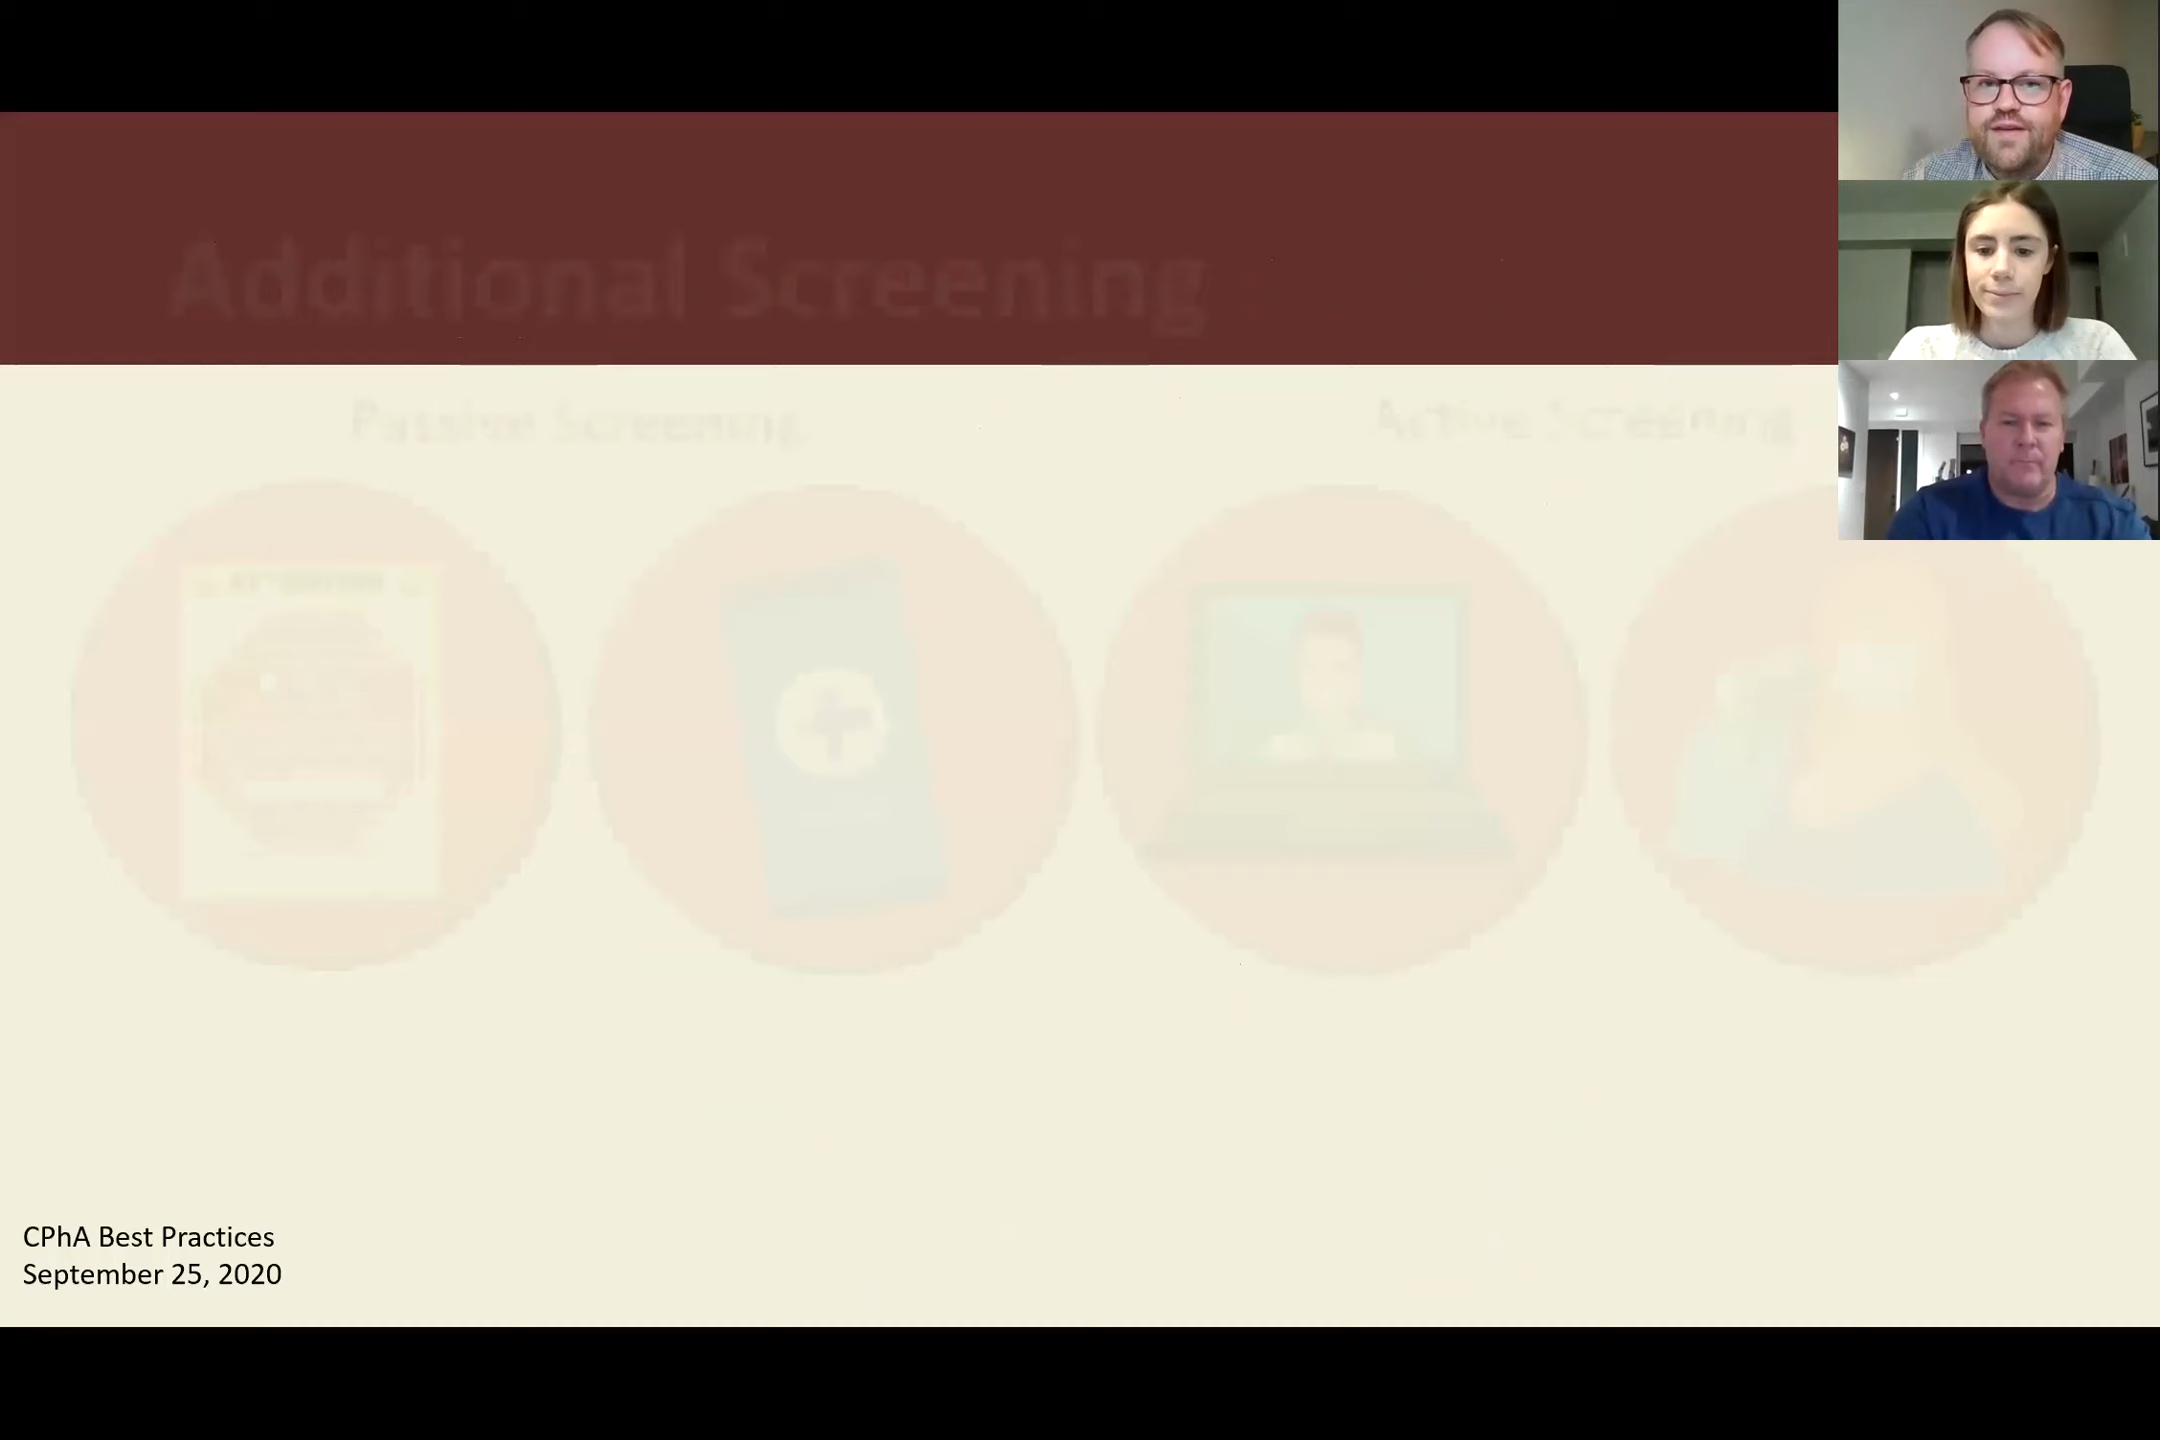 Additional Screening
Passive Screening
Active Screening
CPhA Best Practices
September 25, 2020